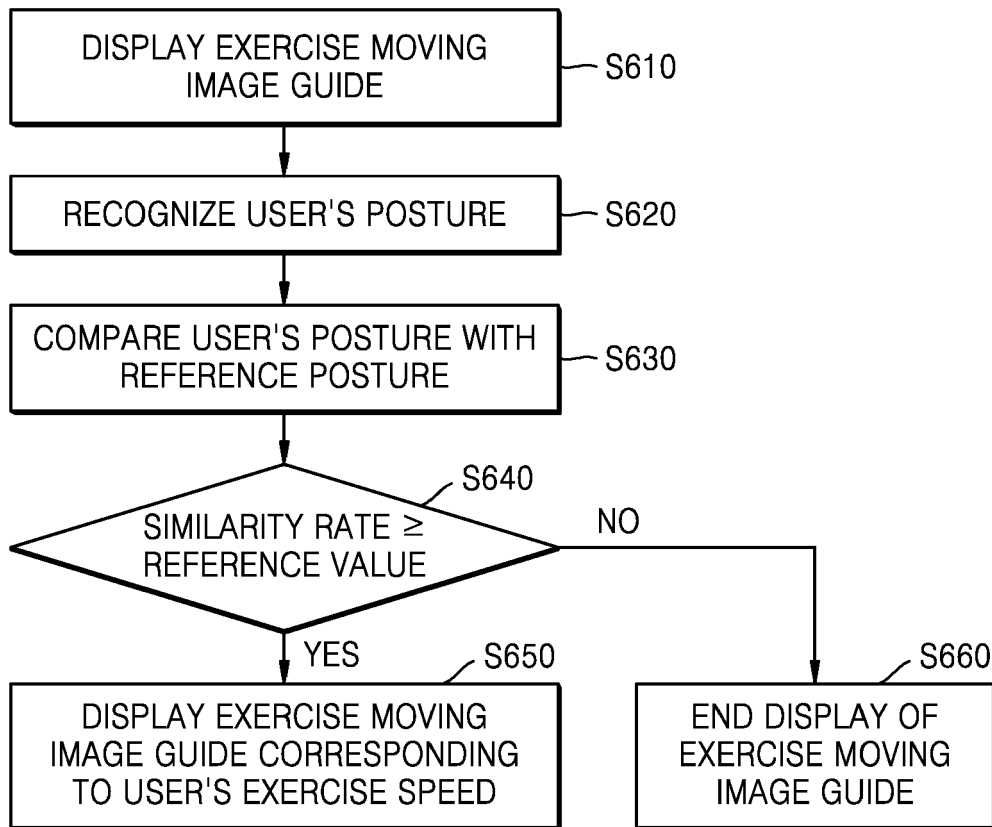 DISPLAY EXERCISE MOVING
IMAGE GUIDE
S610
RECOGNIZE USER'S POSTURE
S620
COMPARE USER'S POSTURE WITH
REFERENCE POSTURE
S630
S640
SIMILARITY RATE ≥
REFERENCE VALUE
NO
YES
S650
DISPLAY EXERCISE MOVING
IMAGE GUIDE CORRESPONDING
TO USER'S EXERCISE SPEED
S660
END DISPLAY OF
EXERCISE MOVING
IMAGE GUIDE